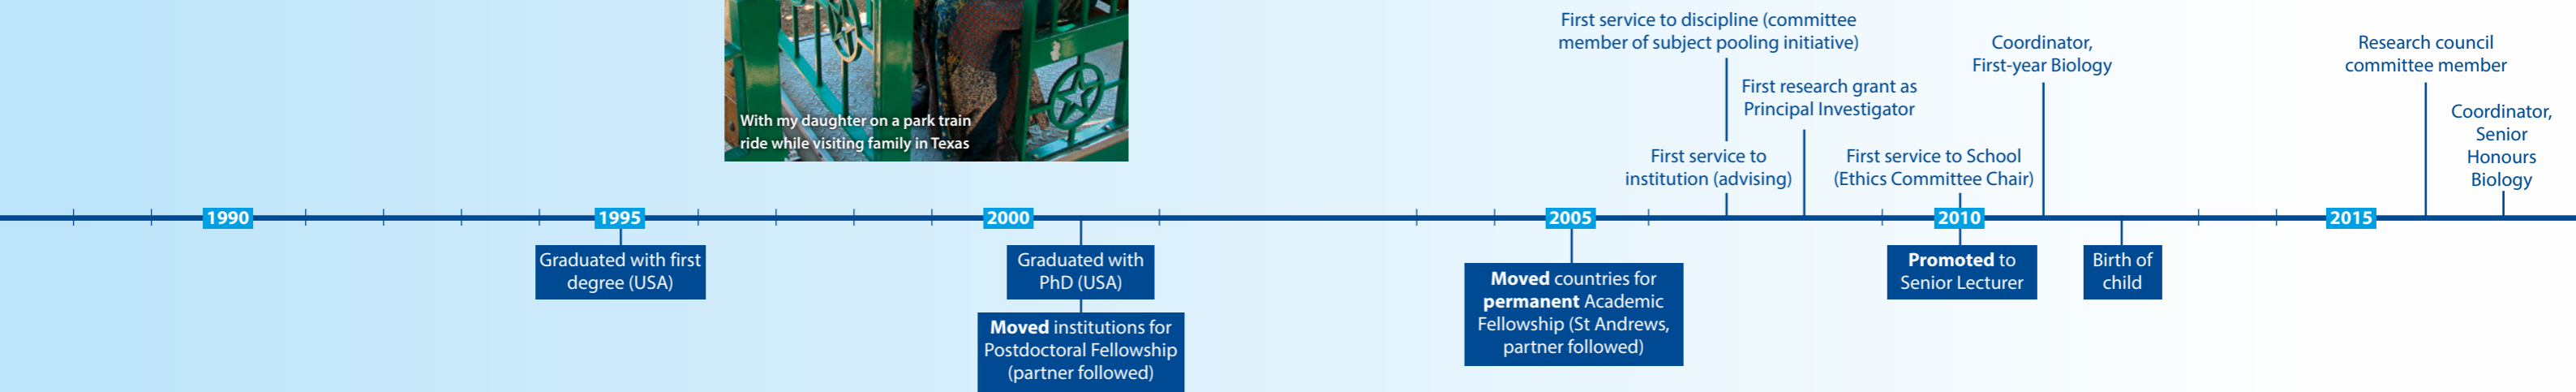 With my daughter on a park train
ride while visiting family in Texas
First service to discipline (committee
member of subject pooling initiative)
First research grant as
Principal Investigator
First service to
institution (advising)
First service to School
(Ethics Committee Chair)
Coordinator,
First-year Biology
Research council
committee member
Coordinator,
Senior
Honours
Biology
1990
1995
2000
2005
2010
2015
Graduated with first
degree (USA)
Graduated with
PhD (USA)
Moved institutions for
Postdoctoral Fellowship
(partner followed)
Moved countries for
permanent Academic
Fellowship (St Andrews,
partner followed)
Promoted to
Senior Lecturer
Birth of
child